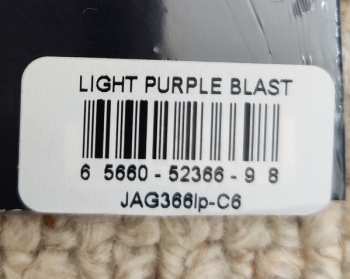 LIGHT PURPLE BLAST
6 5660 - 52366 - 9 8
JAG366lp-C6